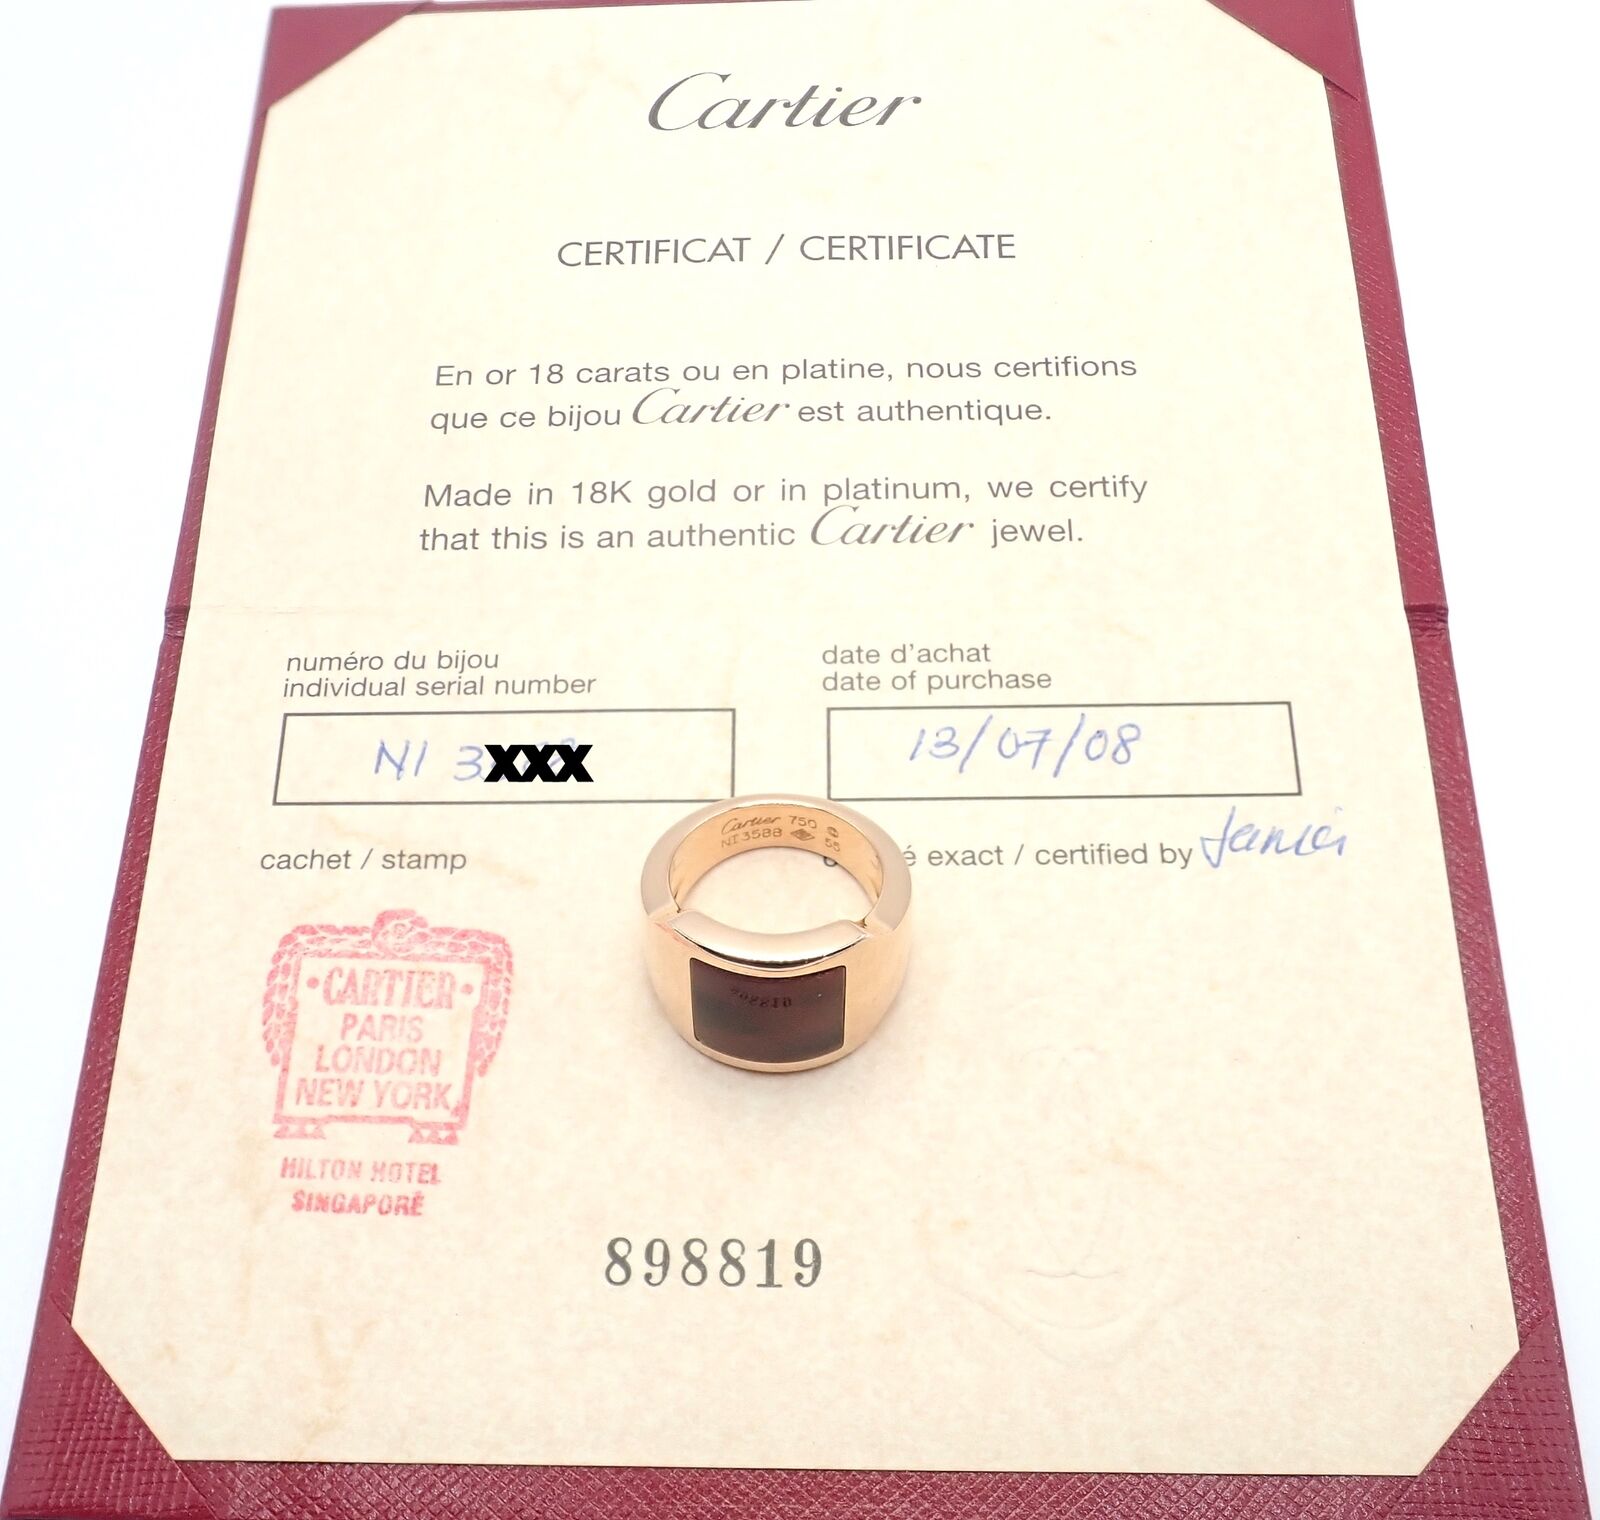 Cartier
CERTIFICAT / CERTIFICATE
En or 18 carats ou en platine, nous certifions
que ce bijou Cartier est authentique.
Made in 18K gold or in platinum, we certify
that this is an authentic Cartier jewel.
numéro du bijou
individual serial number
NI 3XXX
date d'achat
date of purchase
13/07/08
Cartier 750
NI3588 55
cachet / stamp
é exact / certified by
CARTIER
PARIS
LONDON
NEW YORK
HILTON HOTEL
SINGAPORE
898819